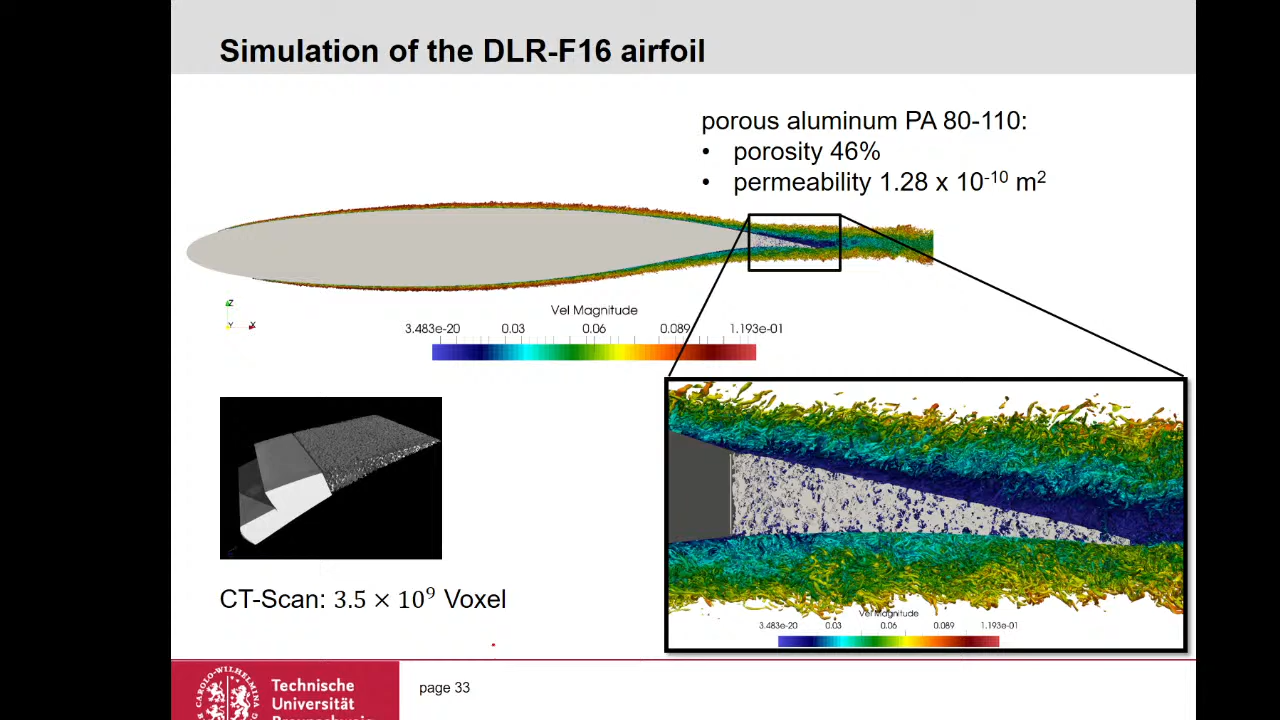 Simulation of the DLR-F16 airfoil
porous aluminum PA 80-110:
• porosity 46%
• permeability 1.28 x 10⁻¹⁰ m²
Z
Y X
Vel Magnitude
3.483e-20 0.03 0.06 0.089 1.193e-01
CT-Scan: 3.5 × 10⁹ Voxel
Vel Magnitude
3.483e-20 0.03 0.06 0.089 1.193e-01
CAROLO-WILHELMINA
Technische
Universität
Braunschweig
page 33